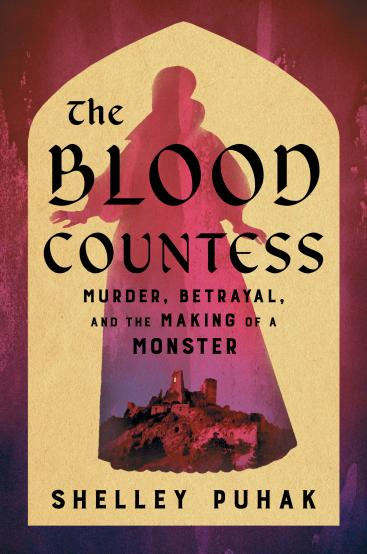 The
BLOOD
COUNTESS
MURDER, BETRAYAL,
AND THE MAKING OF A
MONSTER
SHELLEY PUHAK